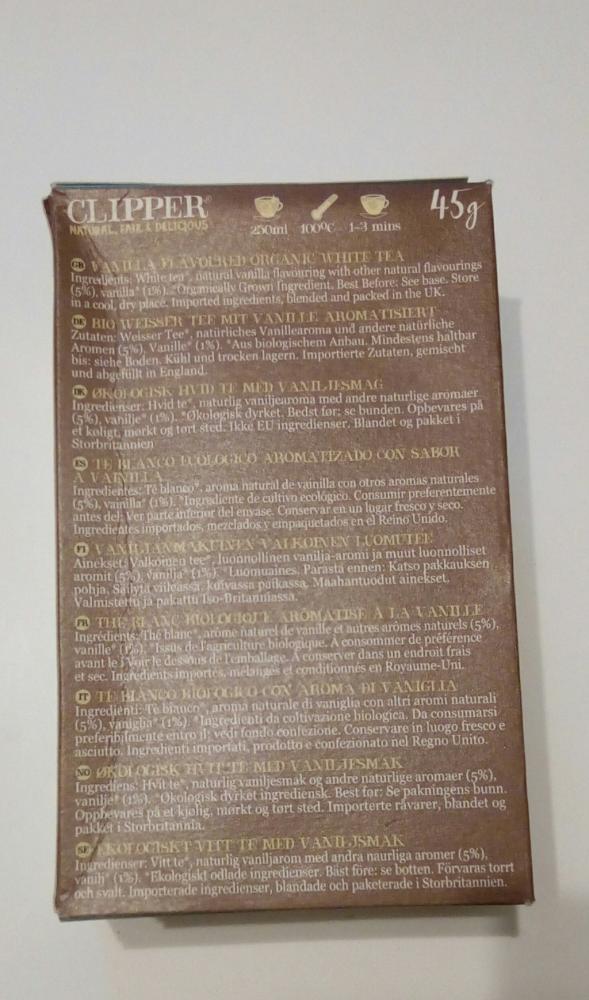 CLIPPER
NATURAL, FAIR & DELICIOUS
250ml 100°C 1-3 mins
45g
GB VANILLA FLAVOURED ORGANIC WHITE TEA
Ingredients: White tea*, natural vanilla flavouring with other natural flavourings
(5%), vanilla* (1%). *Organically Grown Ingredient. Best Before: See base. Store
in a cool, dry place. Imported ingredients, blended and packed in the UK.
DE BIO WEISSER TEE MIT VANILLE AROMATISIERT
Zutaten: Weisser Tee*, natürliches Vanillearoma und andere natürliche
Aromen (5%), Vanille* (1%). *Aus biologischem Anbau. Mindestens haltbar
bis: siehe Boden. Kühl und trocken lagern. Importierte Zutaten, gemischt
und abgefüllt in England.
DK ØKOLOGISK HVID TE MED VANILJESMAG
Ingredienser: Hvid te*, naturlig vaniljearoma med andre naturlige aromaer
(5%), vanilje* (1%). *Økologisk dyrket. Bedst før: se bunden. Opbevares på
et køligt, mørkt og tørt sted. Ikke EU ingredienser. Blandet og pakket i
Storbritannien
ES TE BLANCO ECOLOGICO AROMATIZADO CON SABOR
A VAINILLA
Ingredientes: Té blanco*, aroma natural de vainilla con otros aromas naturales
(5%), vainilla* (1%). *Ingrediente de cultivo ecológico. Consumir preferentemente
antes del: Ver parte inferior del envase. Conservar en un lugar fresco y seco.
Ingredientes importados, mezclados y empaquetados en el Reino Unido.
FI VANILJANMAKUINEN VALKOINEN LUOMUTEE
Ainekset: Valkoinen tee*, luonnollinen vanilja-aromi ja muut luonnolliset
aromit (5%), vanilja* (1%). *Luomuaines. Parasta ennen: Katso pakkauksen
pohja. Säilytä viileässä, kuivassa paikassa. Maahantuodut ainekset.
Valmistettu ja pakattu Iso-Britanniassa.
FR THE BLANC BIOLOGIQUE AROMATISE A LA VANILLE
Ingrédients: Thé blanc*, arôme naturel de vanille et autres arômes naturels (5%),
vanille* (1%). *Issus de l'agriculture biologique. À consommer de préférence
avant le : Voir le dessous de l'emballage. À conserver dans un endroit frais
et sec. Ingrédients importés, mélangés et conditionnés en Royaume-Uni.
IT TE BIANCO BIOLOGICO CON AROMA DI VANIGLIA
Ingredienti: Tè bianco*, aroma naturale di vaniglia con altri aromi naturali
(5%), vaniglia* (1%). *Ingredienti da coltivazione biologica. Da consumarsi
preferibilmente entro il: vedi fondo confezione. Conservare in luogo fresco e
asciutto. Ingredienti importati, prodotto e confezionato nel Regno Unito.
NO ØKOLOGISK HVIT TE MED VANILJESMAK
Ingrediens: Hvit te*, naturlig vaniljesmak og andre naturlige aromaer (5%),
vanilje* (1%). *Økologisk dyrket ingrediensk. Best før: Se pakningens bunn.
Oppbevares på et kjølig, mørkt og tørt sted. Importerte råvarer, blandet og
pakket i Storbritannia.
SE EKOLOGISKT VITT TE MED VANILJSMAK
Ingredienser: Vitt te*, naturlig vaniljarom med andra naurliga aromer (5%),
vanilj* (1%). *Ekologiskt odlade ingredienser. Bäst före: se botten. Förvaras torrt
och svalt. Importerade ingredienser, blandade och paketerade i Storbritannien.